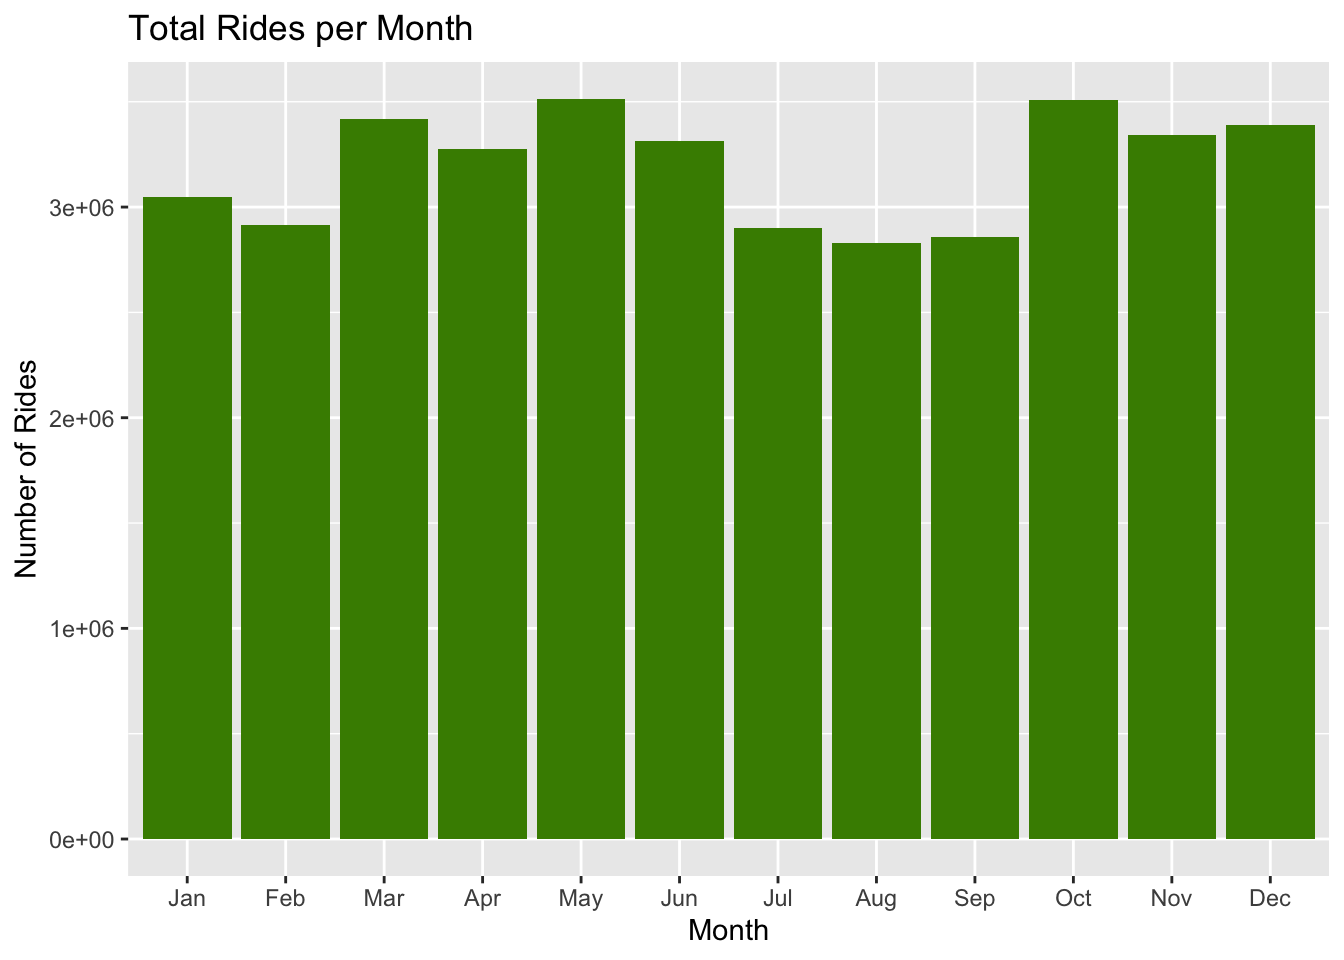 Total Rides per Month
Number of Rides
3e+06
2e+06
1e+06
0e+00
Jan Feb Mar Apr May Jun Jul Aug Sep Oct Nov Dec
Month